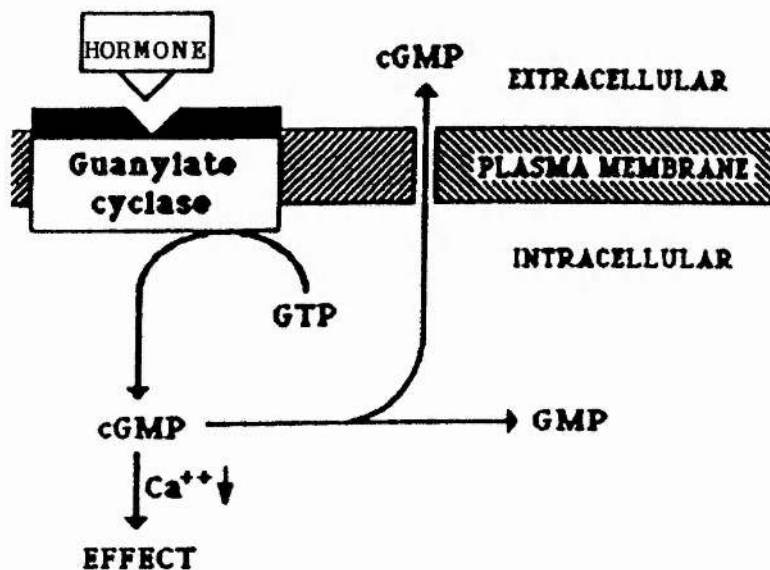 HORMONE
cGMP
EXTRACELLULAR
Guanylate
cyclase
PLASMA MEMBRANE
INTRACELLULAR
GTP
cGMP
GMP
Ca++
EFFECT